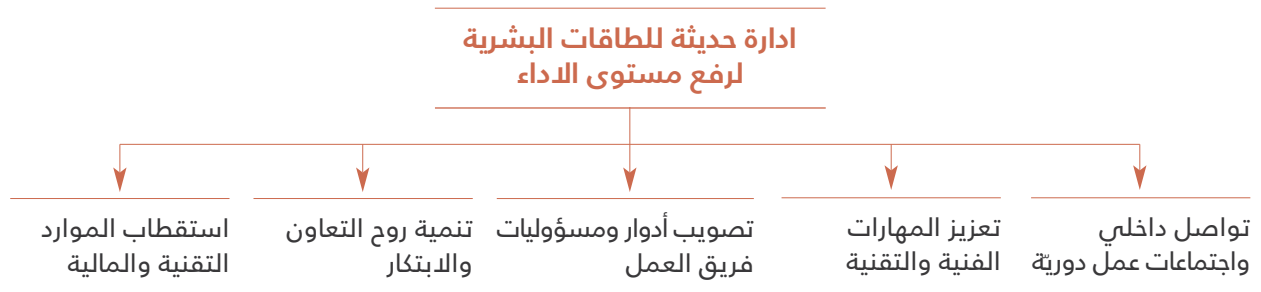 ادارة حديثة للطاقات البشرية
لرفع مستوى الاداء
تواصل داخلي
واجتماعات عمل دوريّة
تعزيز المهارات
الفنية والتقنية
تصويب أدوار ومسؤوليات
فريق العمل
تنمية روح التعاون
والابتكار
استقطاب الموارد
التقنية والمالية